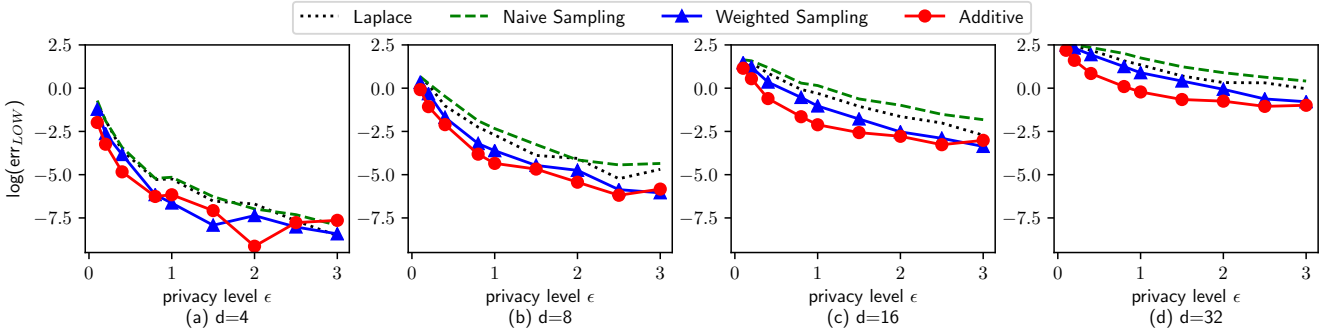 Laplace Naive Sampling Weighted Sampling Additive
2.5 2.5 2.5 2.5
0.0 0.0 0.0 0.0
−2.5 −2.5 −2.5 −2.5
−5.0 −5.0 −5.0 −5.0
−7.5 −7.5 −7.5 −7.5
log(err_LOW)
0 1 2 3 0 1 2 3 0 1 2 3 0 1 2 3
privacy level ϵ privacy level ϵ privacy level ϵ privacy level ϵ
(a) d=4 (b) d=8 (c) d=16 (d) d=32